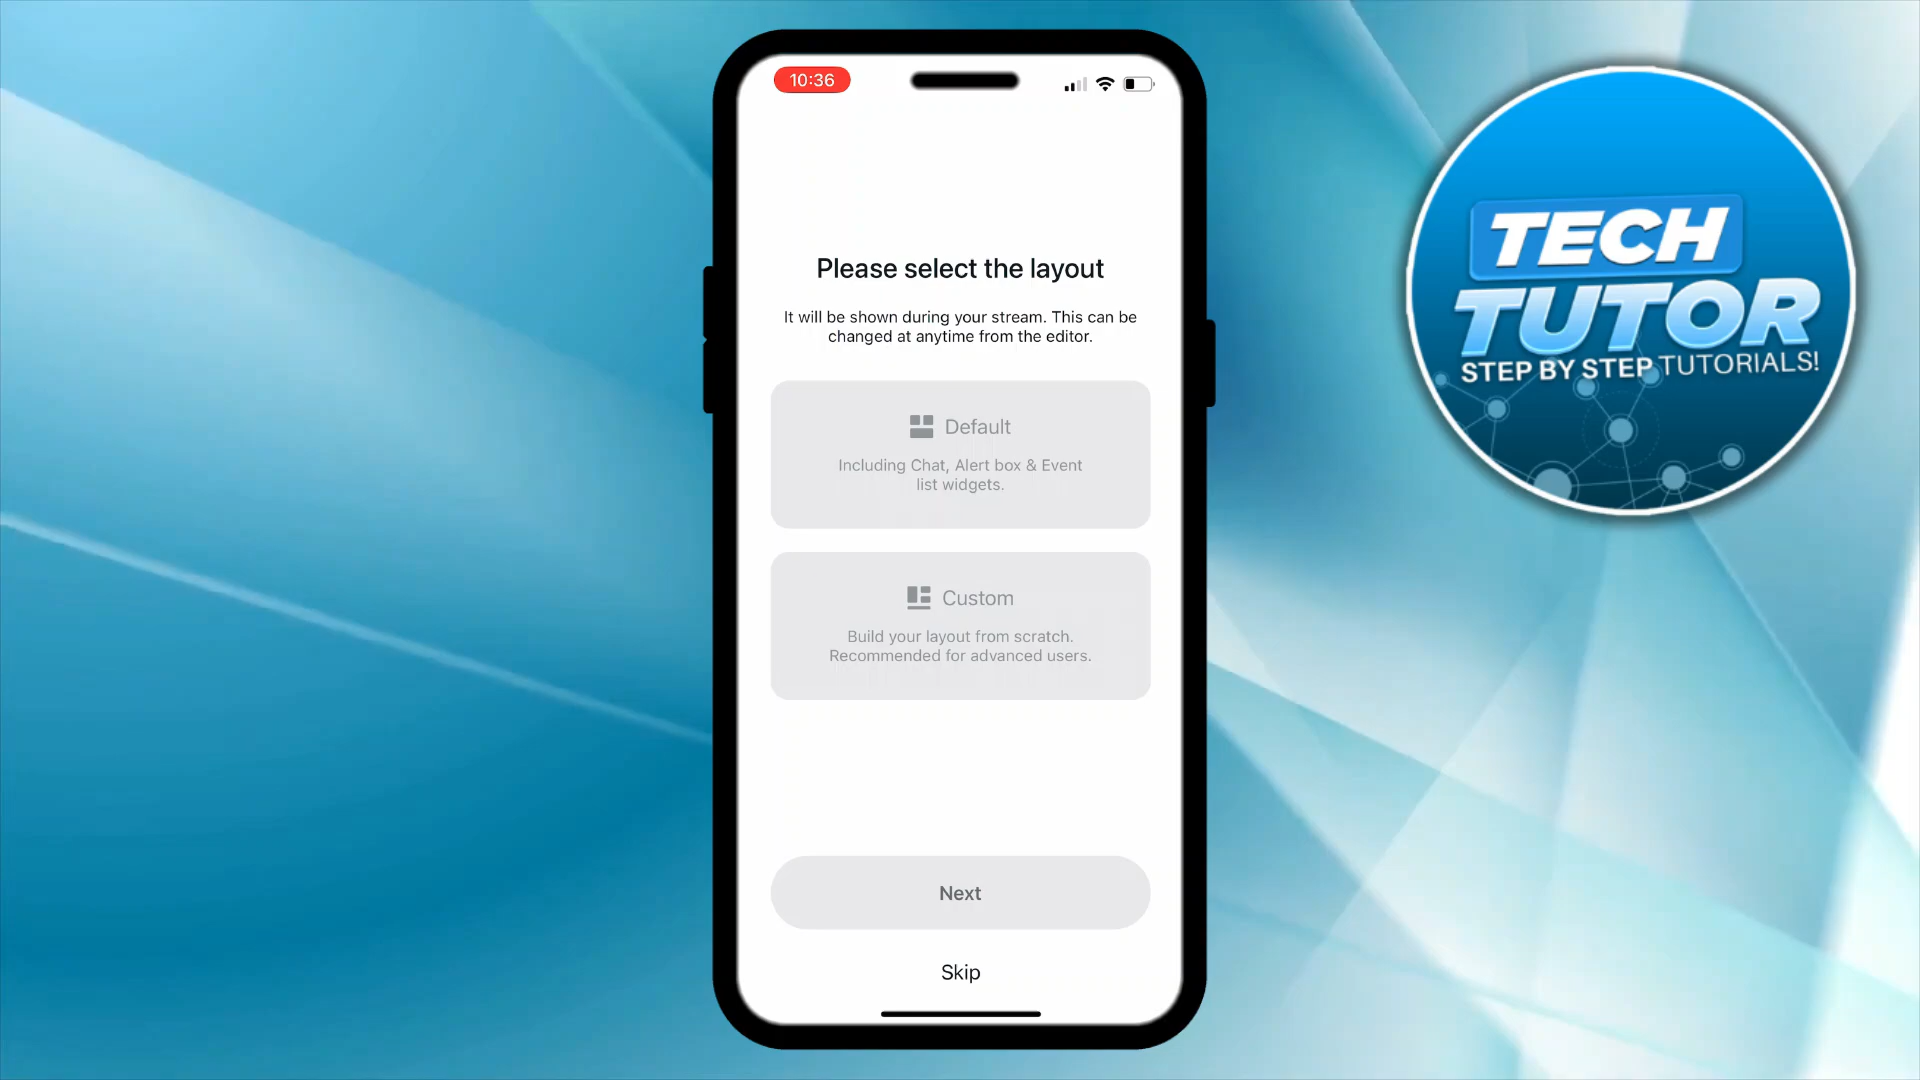 10:36
Please select the layout
It will be shown during your stream. This can be
changed at anytime from the editor.
Default
Including Chat, Alert box & Event
list widgets.
Custom
Build your layout from scratch.
Recommended for advanced users.
Next
Skip
TECH
TUTOR
STEP BY STEP TUTORIALS!